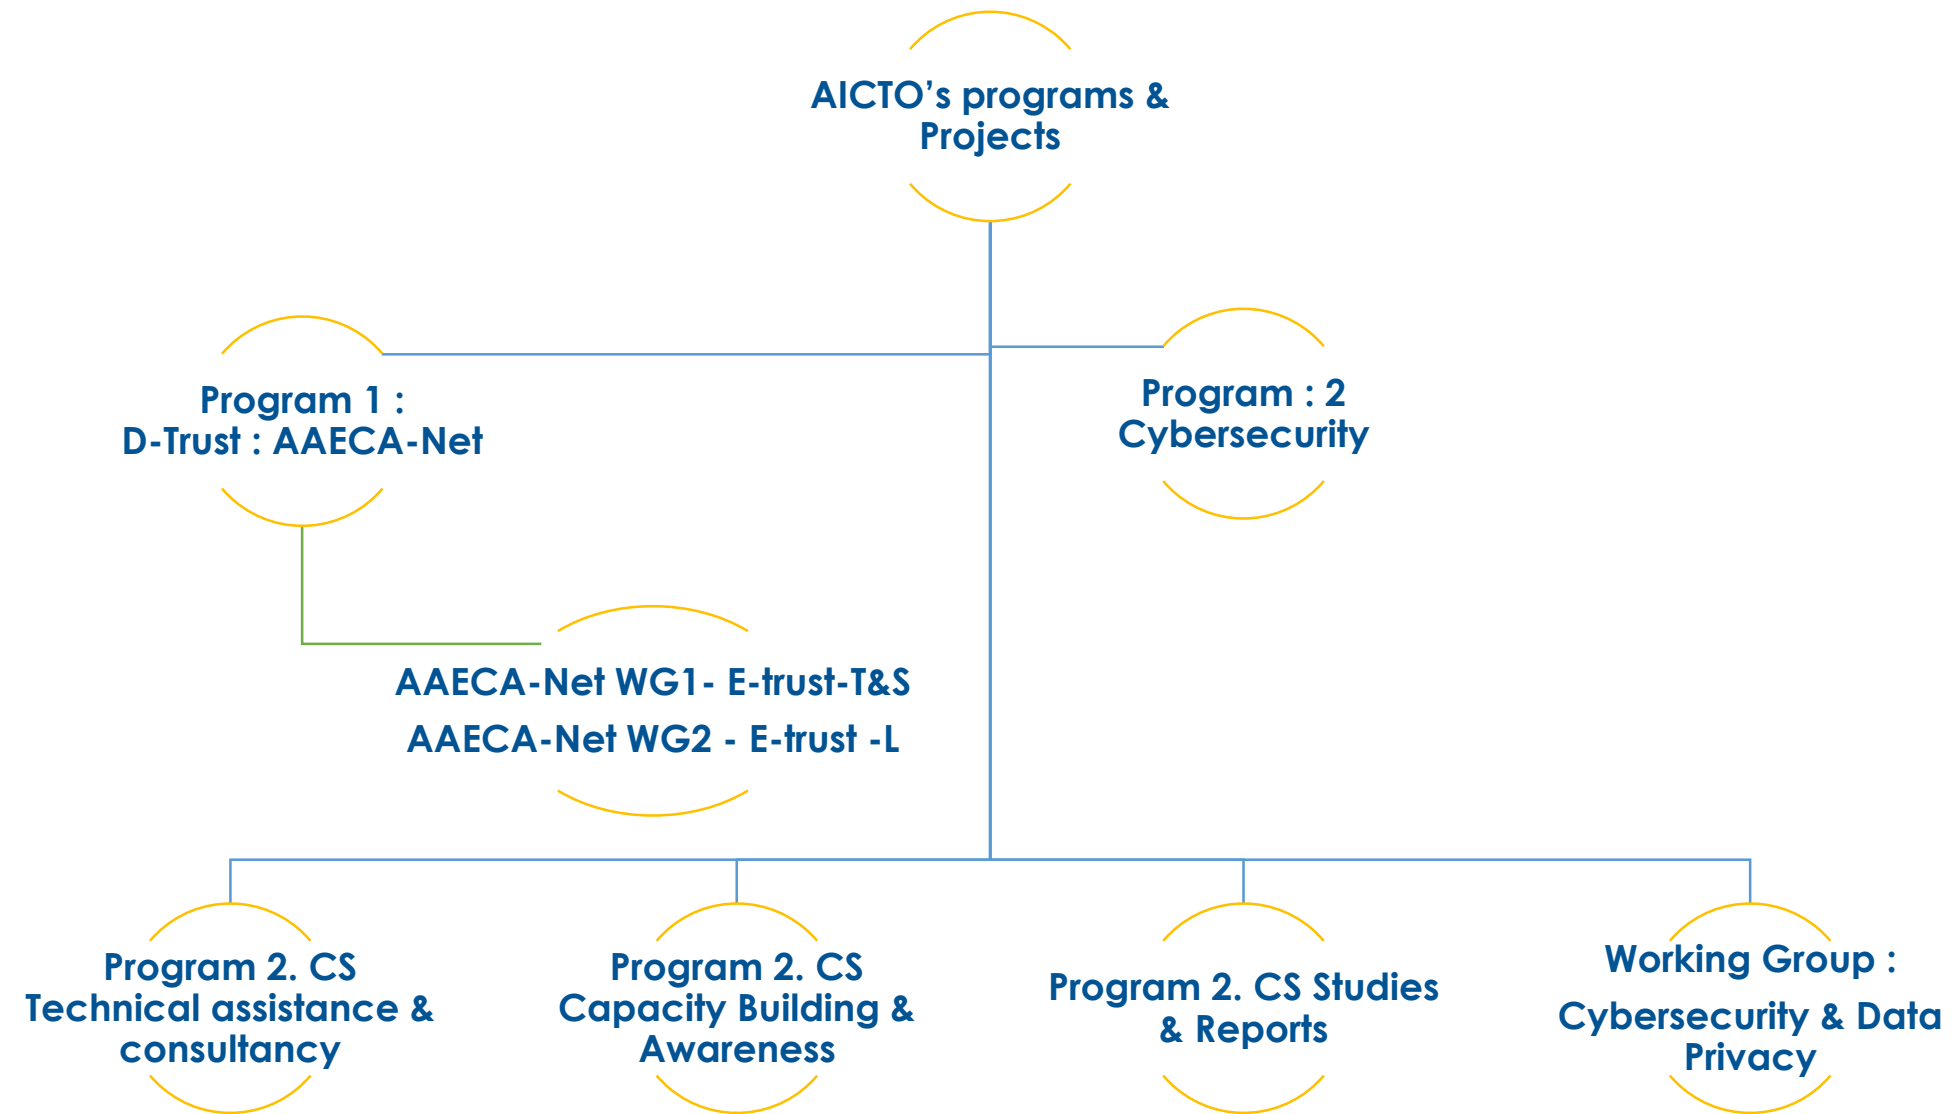 AICTO’s programs &
Projects
Program 1 :
D-Trust : AAECA-Net
Program : 2
Cybersecurity
AAECA-Net WG1- E-trust-T&S
AAECA-Net WG2 - E-trust -L
Program 2. CS
Technical assistance &
consultancy
Program 2. CS
Capacity Building &
Awareness
Program 2. CS Studies
& Reports
Working Group :
Cybersecurity & Data
Privacy